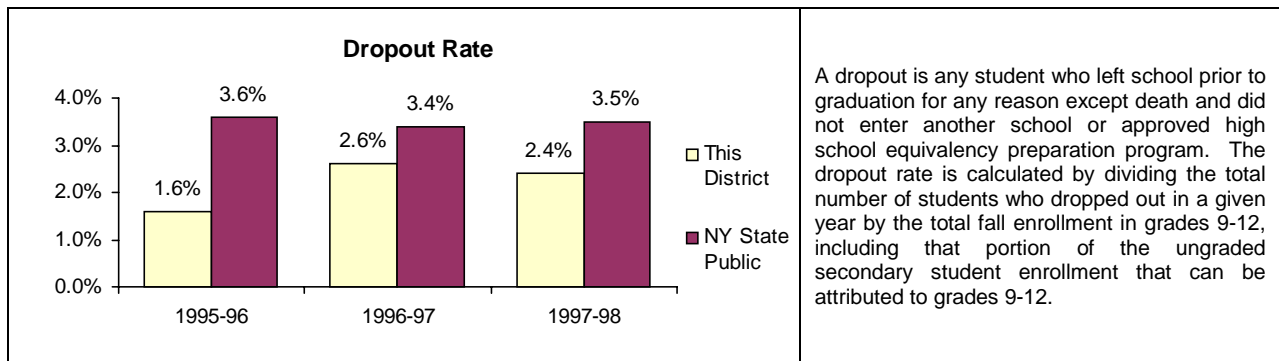 Dropout Rate
4.0%
3.0%
2.0%
1.0%
0.0%
1.6%
3.6%
2.6%
3.4%
2.4%
3.5%
1995-96
1996-97
1997-98
This
District
NY State
Public
A dropout is any student who left school prior to
graduation for any reason except death and did
not enter another school or approved high
school equivalency preparation program. The
dropout rate is calculated by dividing the total
number of students who dropped out in a given
year by the total fall enrollment in grades 9-12,
including that portion of the ungraded
secondary student enrollment that can be
attributed to grades 9-12.